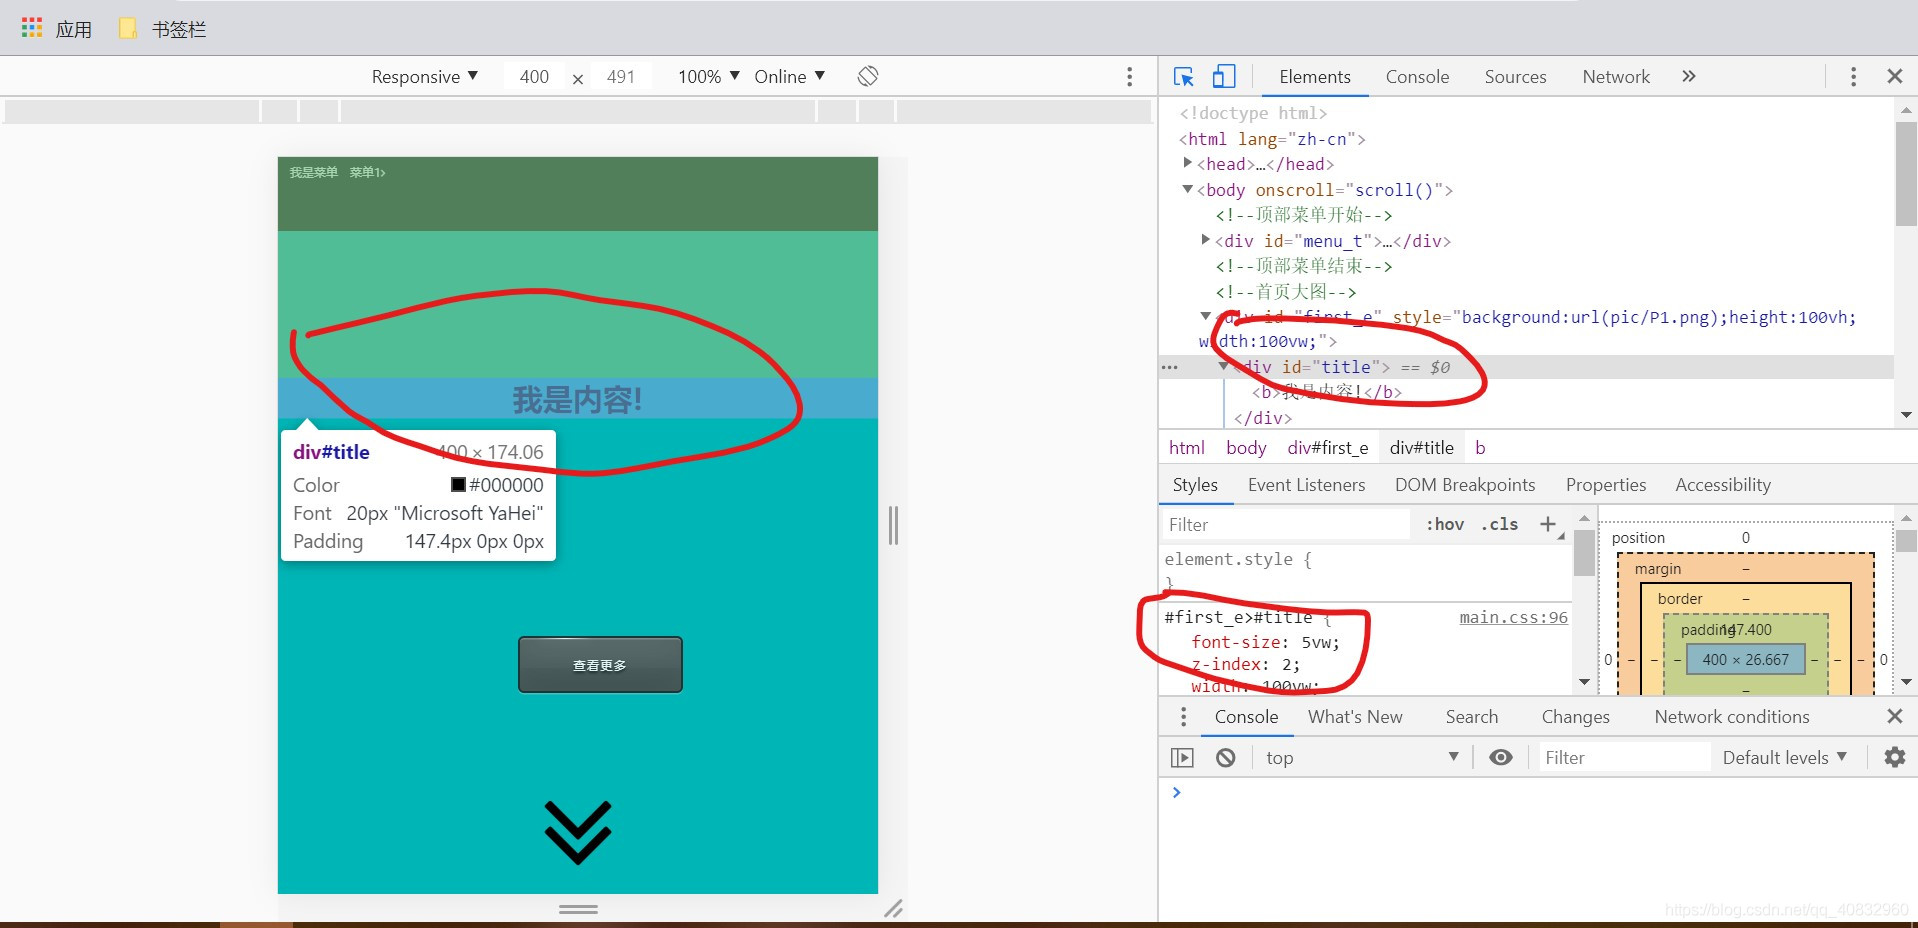 应用 书签栏
Responsive ▼ 400 × 491 100% ▼ Online ▼
我是菜单 菜单1>
我是内容!
div#title 400 × 174.06
Color #000000
Font 20px "Microsoft YaHei"
Padding 147.4px 0px 0px
查看更多
Elements Console Sources Network »
<!doctype html>
<html lang="zh-cn">
▶<head>…</head>
▼<body onscroll="scroll()">
<!--顶部菜单开始-->
▶<div id="menu_t">…</div>
<!--顶部菜单结束-->
<!--首页大图-->
▼<div id="first_e" style="background:url(pic/P1.png);height:100vh;
width:100vw;">
… ▼<div id="title"> == $0
<b>我是内容!</b>
</div>
html body div#first_e div#title b
Styles Event Listeners DOM Breakpoints Properties Accessibility
Filter :hov .cls +
element.style {
}
#first_e>#title { main.css:96
font-size: 5vw;
z-index: 2;
width: 100vw;
position 0
margin –
border –
padding 147.400
0 – – – 400 × 26.667 – – – 0
–
Console What's New Search Changes Network conditions
top ▼ Filter Default levels ▼
>
https://blog.csdn.net/qq_40832960